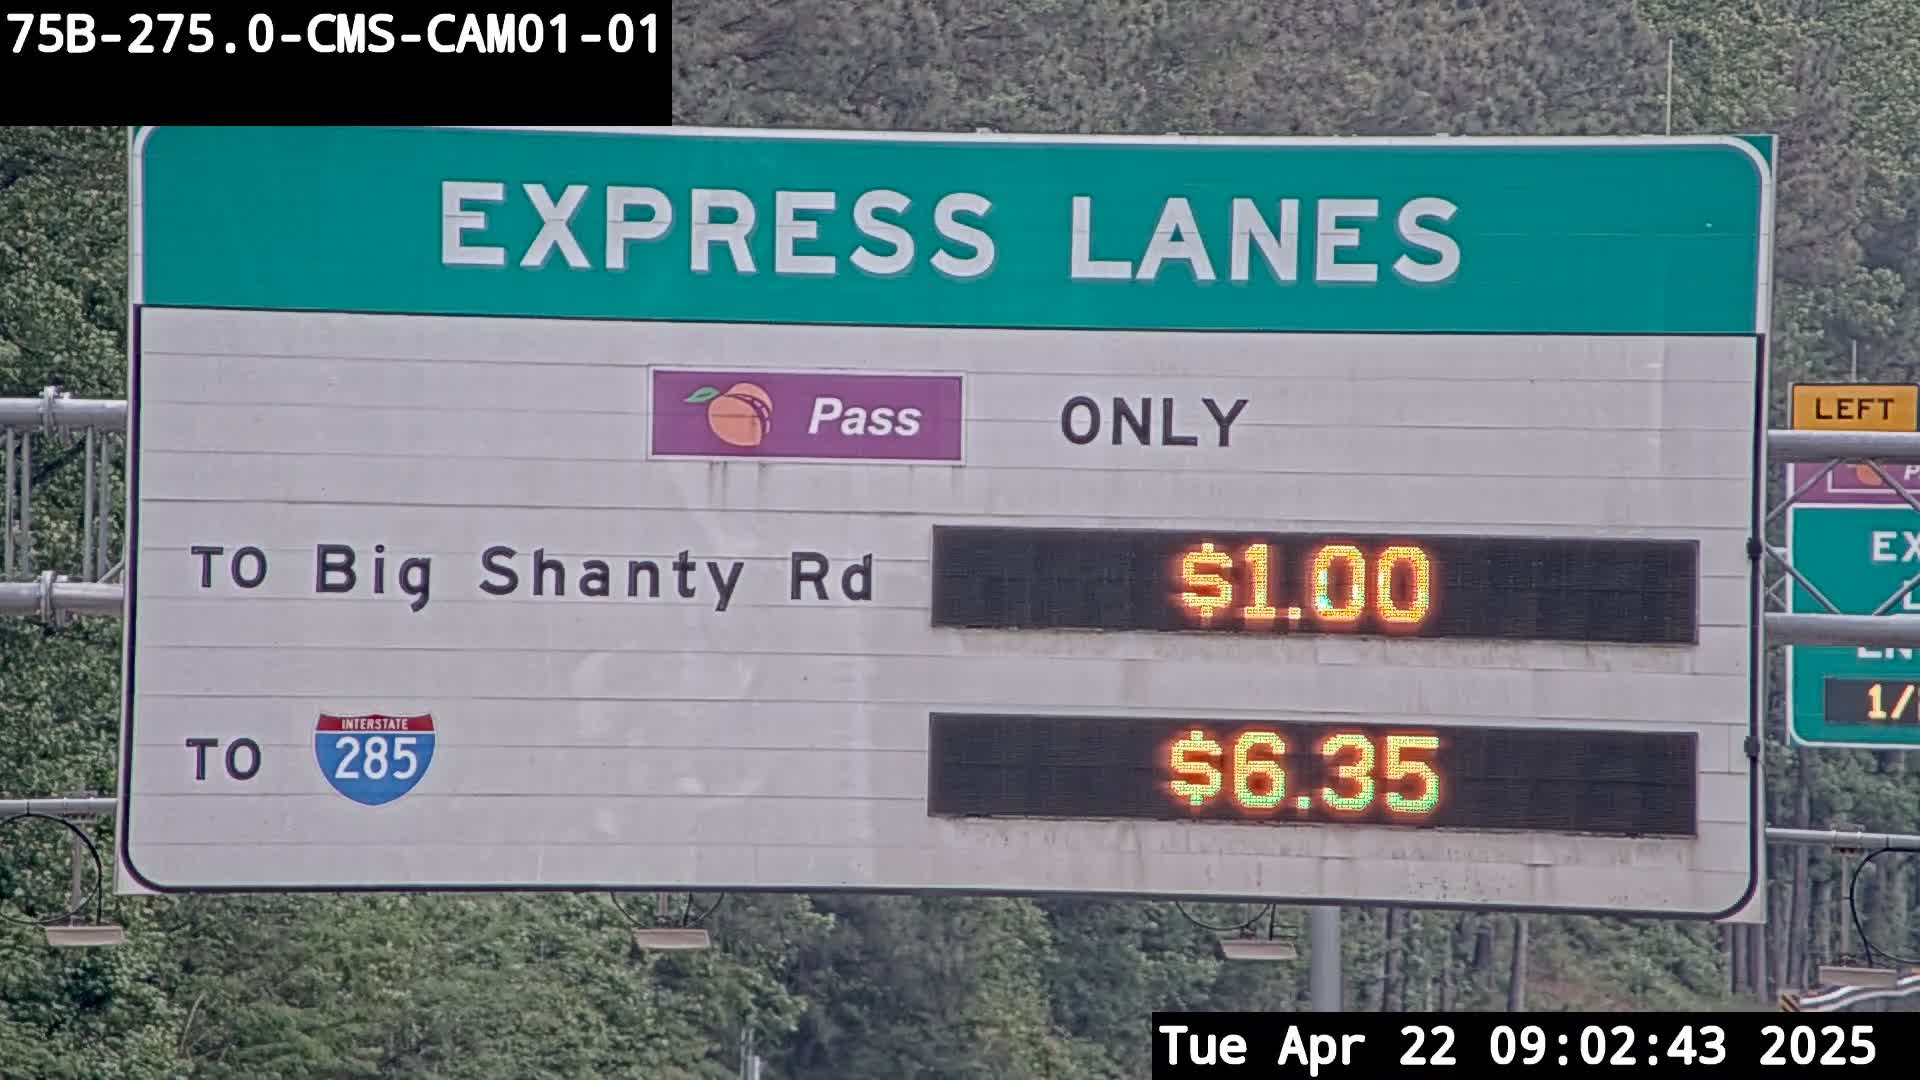 75B-275.0-CMS-CAM01-01
EXPRESS LANES
Pass ONLY
TO Big Shanty Rd $1.00
TO INTERSTATE 285 $6.35
LEFT
Tue Apr 22 09:02:43 2025